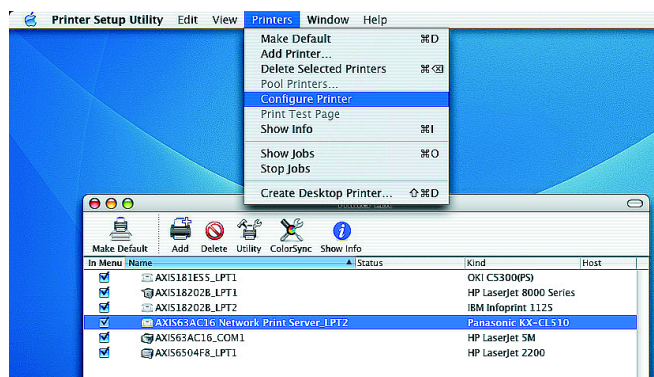 Printer Setup Utility Edit View Printers Window Help
Make Default ⌘D
Add Printer...
Delete Selected Printers ⌘⌫
Pool Printers...
Configure Printer
Print Test Page
Show Info ⌘I
Show Jobs ⌘O
Stop Jobs
Create Desktop Printer... ⇧⌘D
Make Default Add Delete Utility ColorSync Show Info
In Menu Name Status Kind Host
AXIS181E55_LPT1 OKI C5300(PS)
AXIS18202B_LPT1 HP LaserJet 8000 Series
AXIS18202B_LPT2 IBM Infoprint 1125
AXIS63AC16 Network Print Server_LPT2 Panasonic KX-CL510
AXIS63AC16_COM1 HP LaserJet 5M
AXIS6504F8_LPT1 HP LaserJet 2200